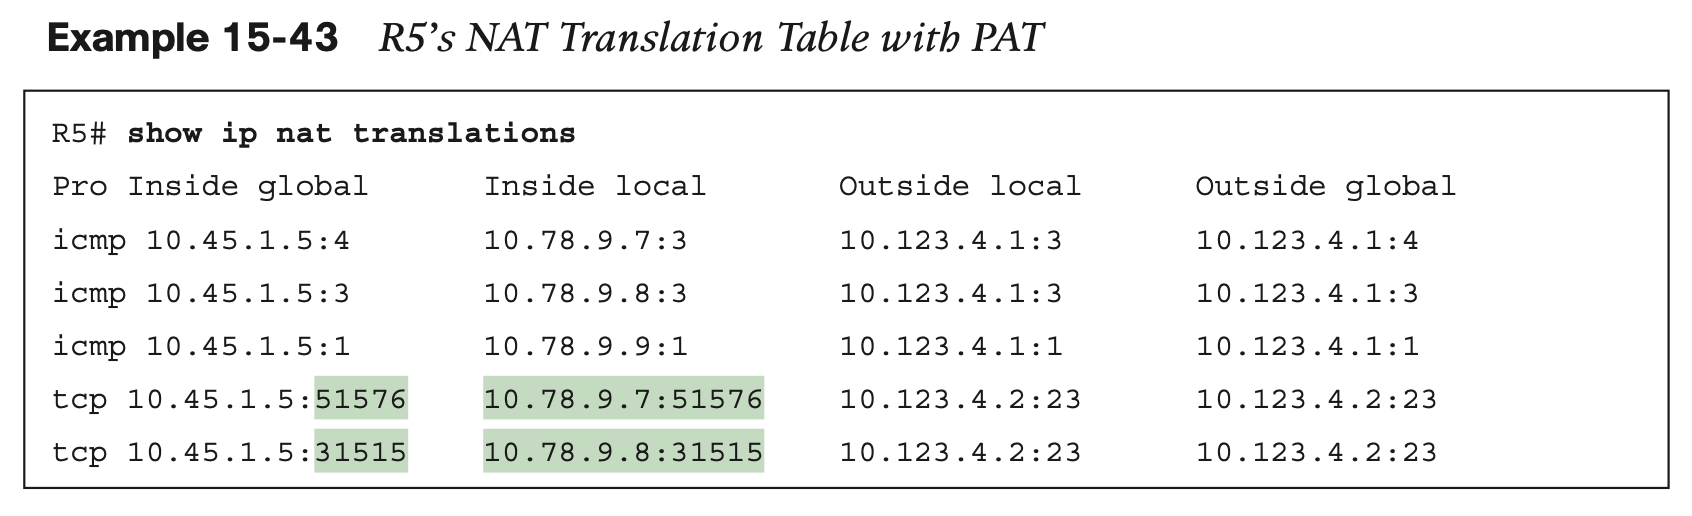 Example 15-43 R5’s NAT Translation Table with PAT
R5# show ip nat translations
Pro Inside global Inside local Outside local Outside global
icmp 10.45.1.5:4 10.78.9.7:3 10.123.4.1:3 10.123.4.1:4
icmp 10.45.1.5:3 10.78.9.8:3 10.123.4.1:3 10.123.4.1:3
icmp 10.45.1.5:1 10.78.9.9:1 10.123.4.1:1 10.123.4.1:1
tcp 10.45.1.5:51576 10.78.9.7:51576 10.123.4.2:23 10.123.4.2:23
tcp 10.45.1.5:31515 10.78.9.8:31515 10.123.4.2:23 10.123.4.2:23